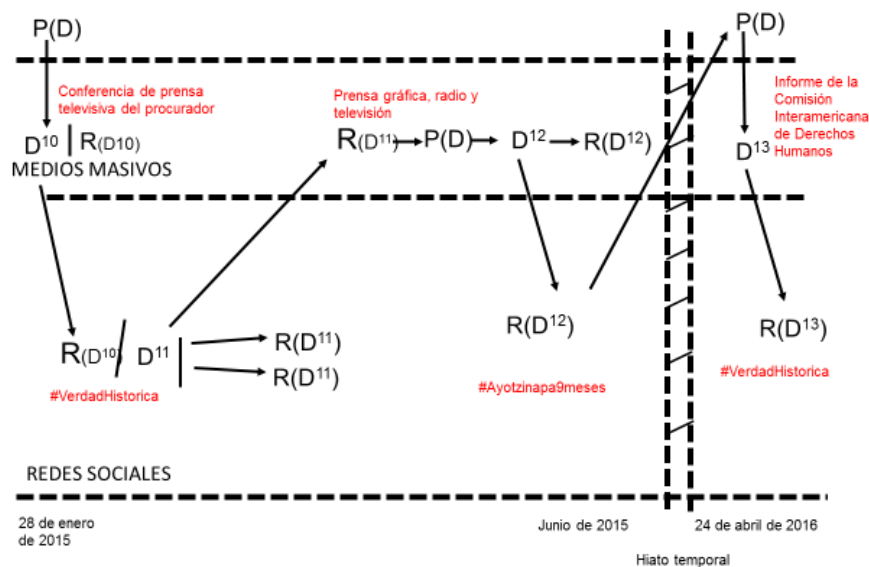 P(D)
P(D)
Conferencia de prensa
televisiva del procurador
Prensa gráfica, radio y
televisión
Informe de la
Comisión
Interamericana
de Derechos
Humanos
D¹⁰ | R(D10)
MEDIOS MASIVOS
R(D¹¹) P(D) D¹² R(D¹²)
D¹³
R(D¹⁰) / D¹¹ |
R(D¹¹)
R(D¹¹)
#VerdadHistorica
R(D¹²)
#Ayotzinapa9meses
R(D¹³)
#VerdadHistorica
REDES SOCIALES
28 de enero
de 2015
Junio de 2015
24 de abril de 2016
Hiato temporal